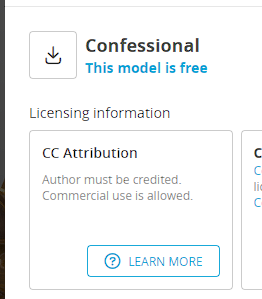 Confessional
This model is free
Licensing information
CC Attribution
Author must be credited.
Commercial use is allowed.
LEARN MORE
C
C
li
C